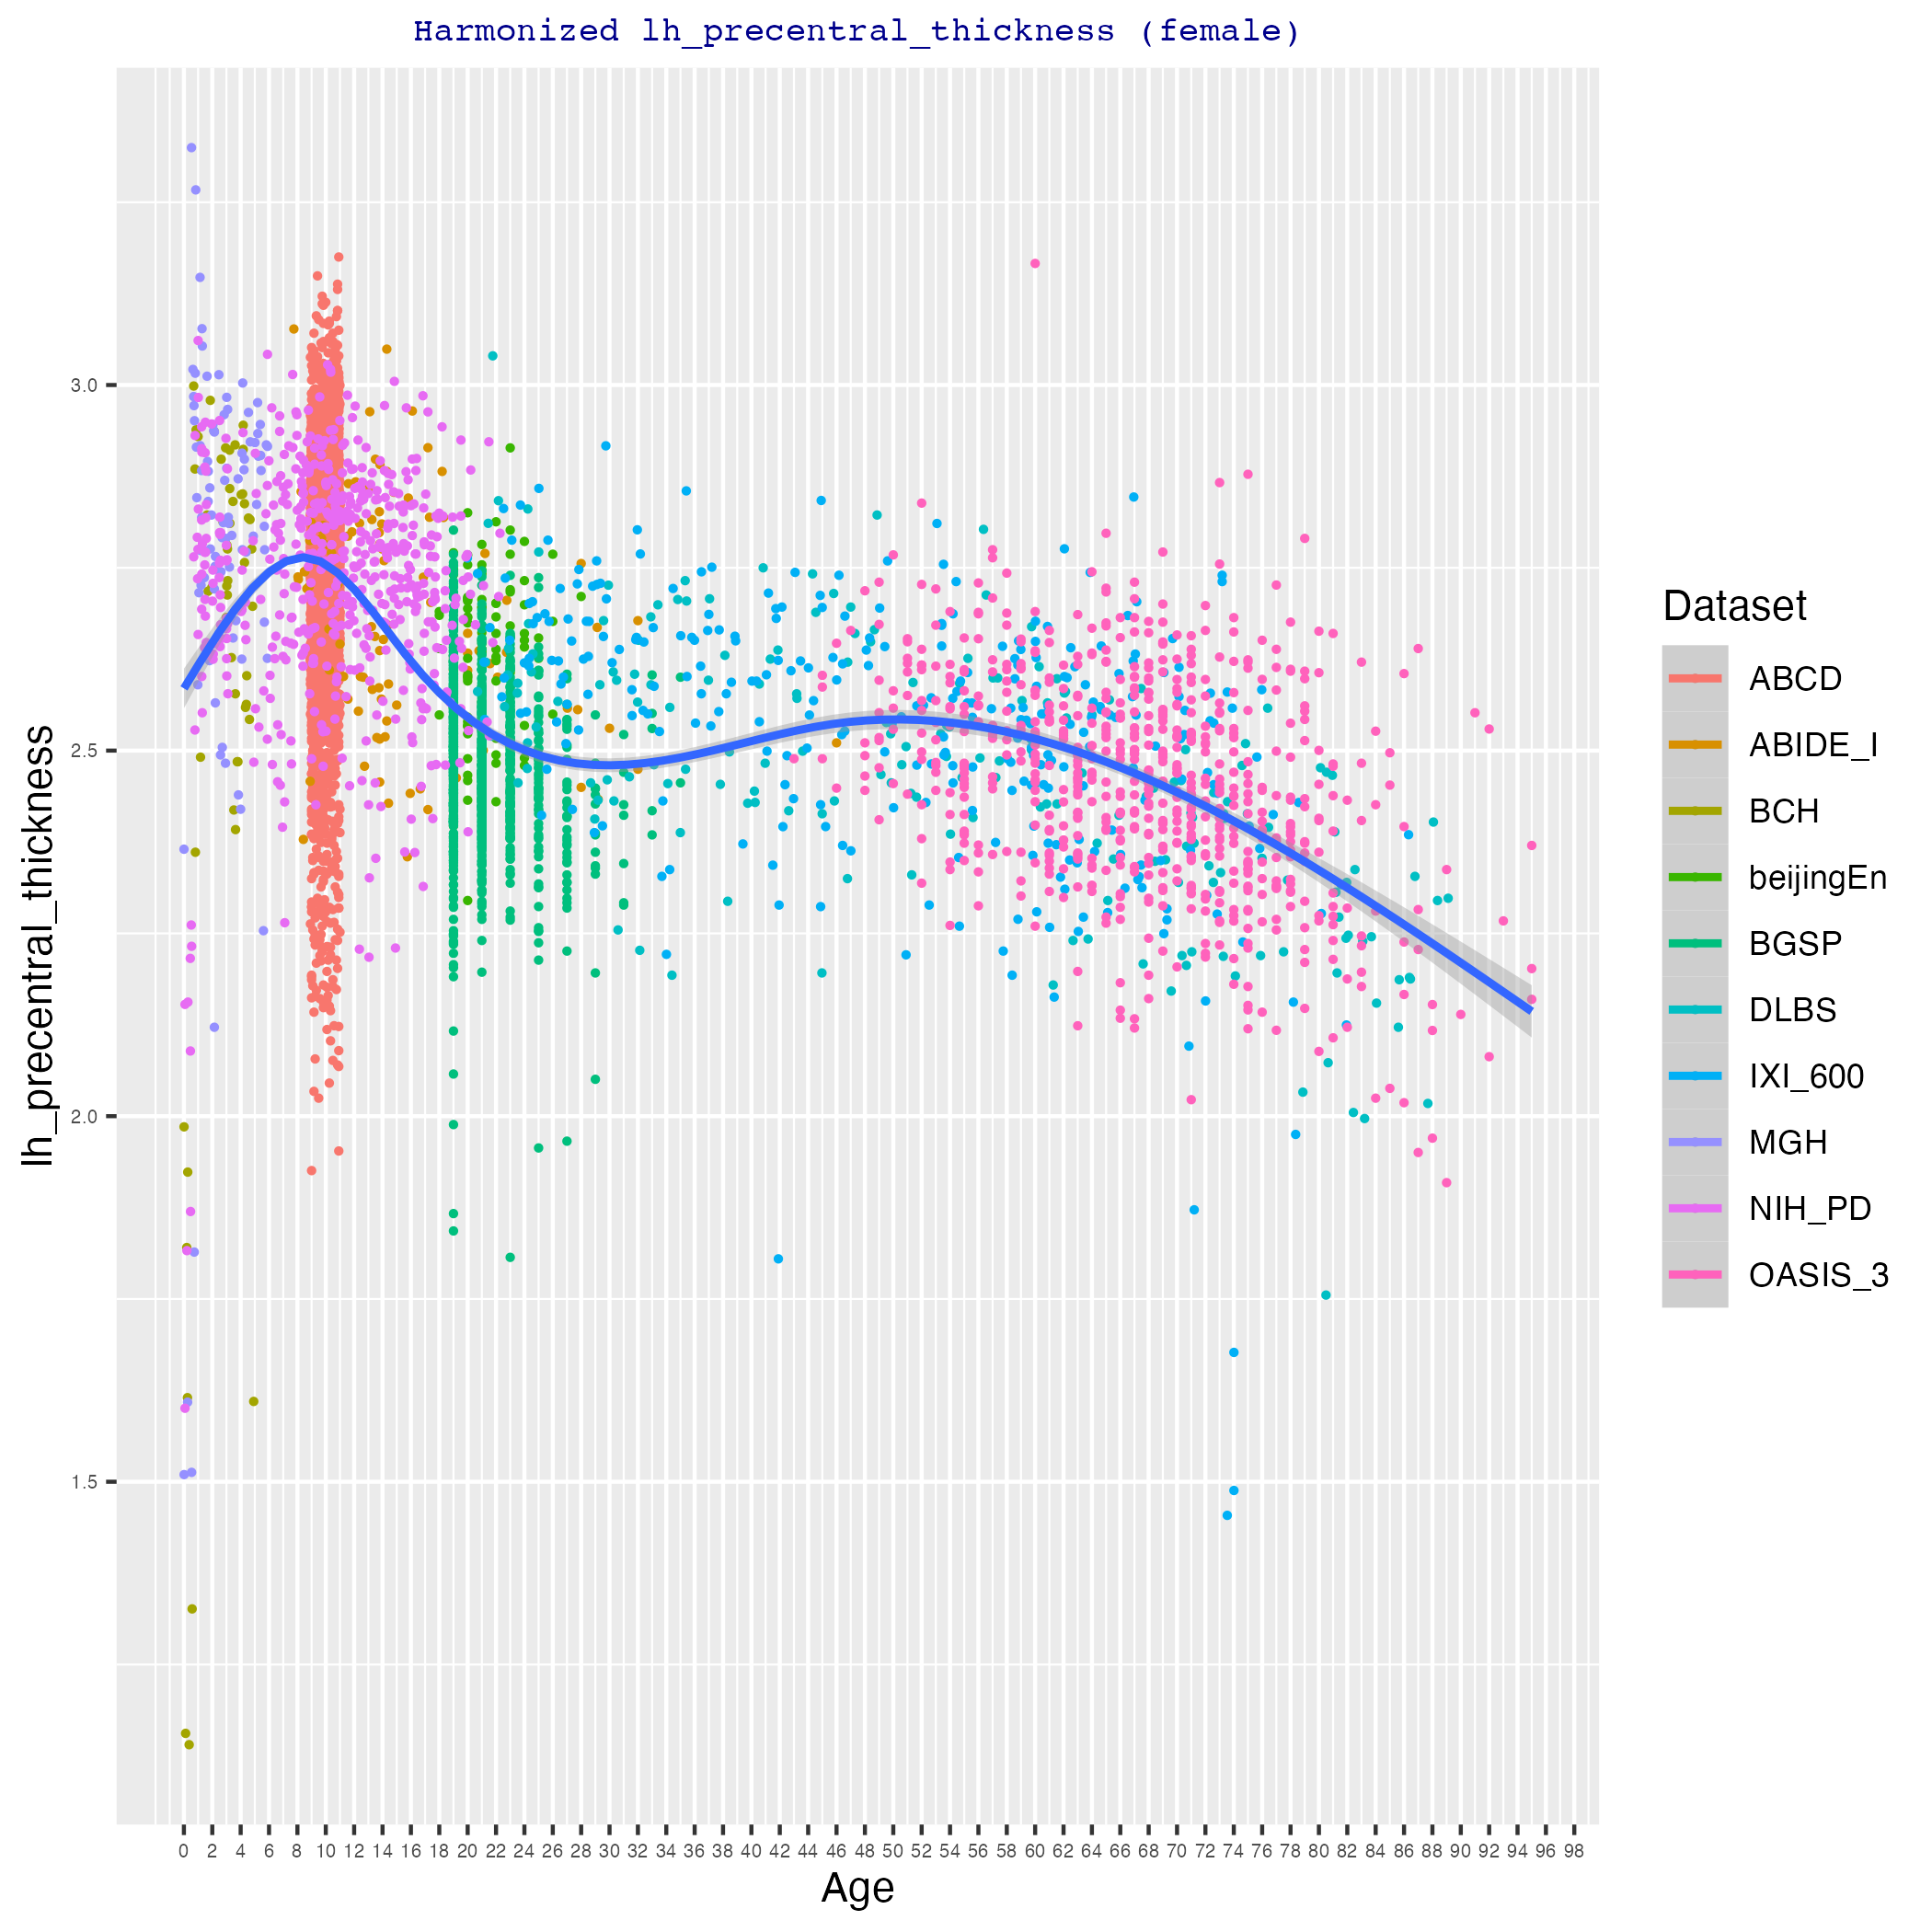 Harmonized lh_precentral_thickness (female)
lh_precentral_thickness
3.0
2.5
2.0
1.5
0 2 4 6 8 10 12 14 16 18 20 22 24 26 28 30 32 34 36 38 40 42 44 46 48 50 52 54 56 58 60 62 64 66 68 70 72 74 76 78 80 82 84 86 88 90 92 94 96 98
Age
Dataset
ABCD
ABIDE_I
BCH
beijingEn
BGSP
DLBS
IXI_600
MGH
NIH_PD
OASIS_3